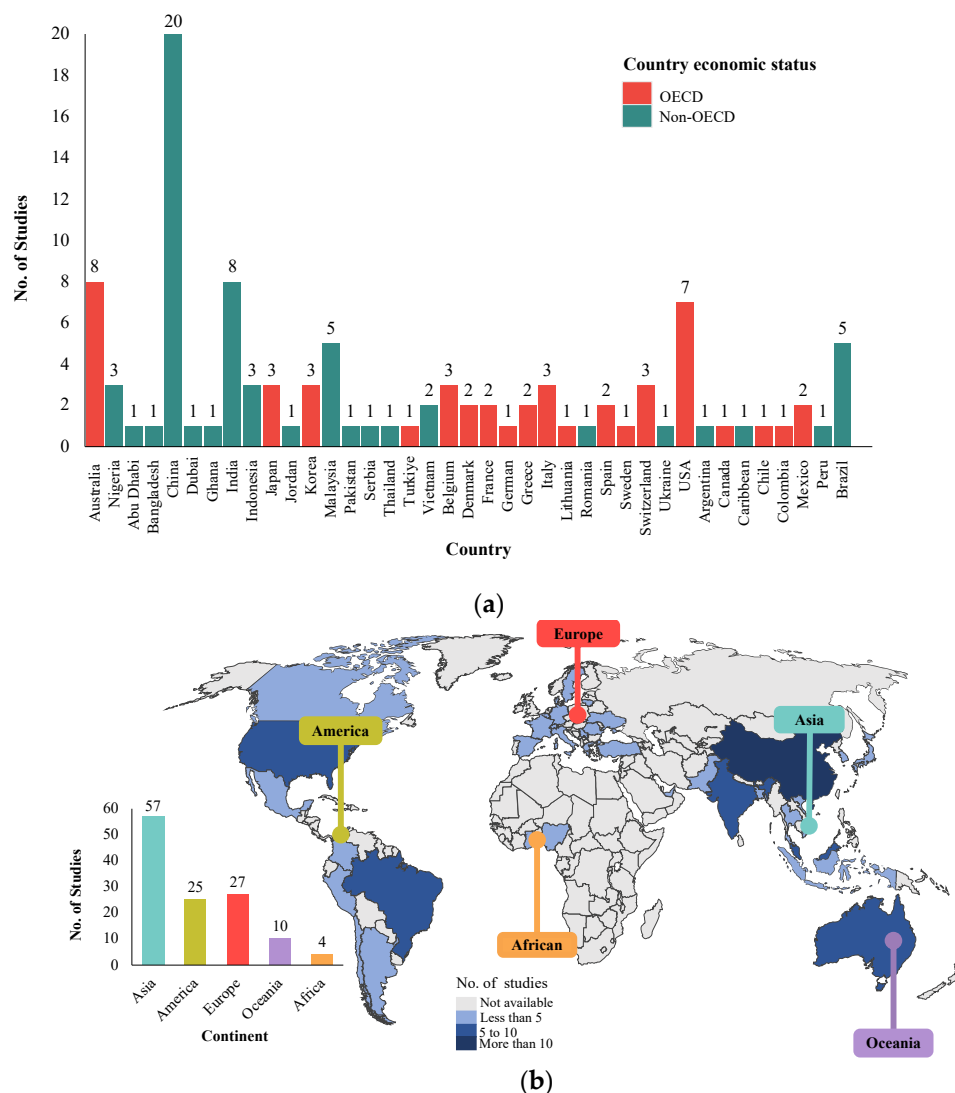 20
18
16
14
12
10
8
6
4
2
0
No. of Studies
8 3 1 1 20 1 1 8 3 3 1 3 5 1 1 1 1 2 3 2 2 1 2 3 1 1 2 1 3 1 7 1 1 1 1 1 2 1 5
Country economic status
OECD
Non-OECD
Australia
Nigeria
Abu Dhabi
Bangladesh
China
Dubai
Ghana
India
Indonesia
Japan
Jordan
Korea
Malaysia
Pakistan
Serbia
Thailand
Turkiye
Vietnam
Belgium
Denmark
France
German
Greece
Italy
Lithuania
Romania
Spain
Sweden
Switzerland
Ukraine
USA
Argentina
Canada
Caribbean
Chile
Colombia
Mexico
Peru
Brazil
Country
(a)
Europe
America
Asia
African
Oceania
60
50
40
30
20
10
0
No. of Studies
57
25
27
10
4
Asia
America
Europe
Oceania
Africa
Continent
No. of studies
Not available
Less than 5
5 to 10
More than 10
(b)